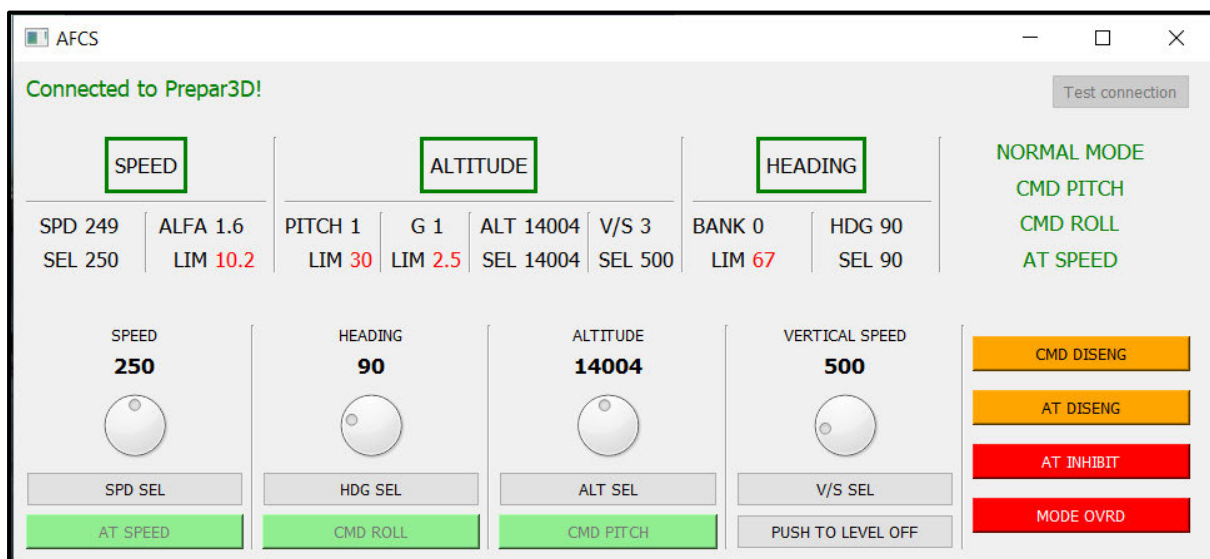 AFCS
Connected to Prepar3D!
Test connection
SPEED ALTITUDE HEADING
SPD 249 ALFA 1.6 PITCH 1 G 1 ALT 14004 V/S 3 BANK 0 HDG 90
SEL 250 LIM 10.2 LIM 30 LIM 2.5 SEL 14004 SEL 500 LIM 67 SEL 90
NORMAL MODE
CMD PITCH
CMD ROLL
AT SPEED
SPEED HEADING ALTITUDE VERTICAL SPEED
250 90 14004 500
SPD SEL HDG SEL ALT SEL V/S SEL
AT SPEED CMD ROLL CMD PITCH PUSH TO LEVEL OFF
CMD DISENG
AT DISENG
AT INHIBIT
MODE OVRD